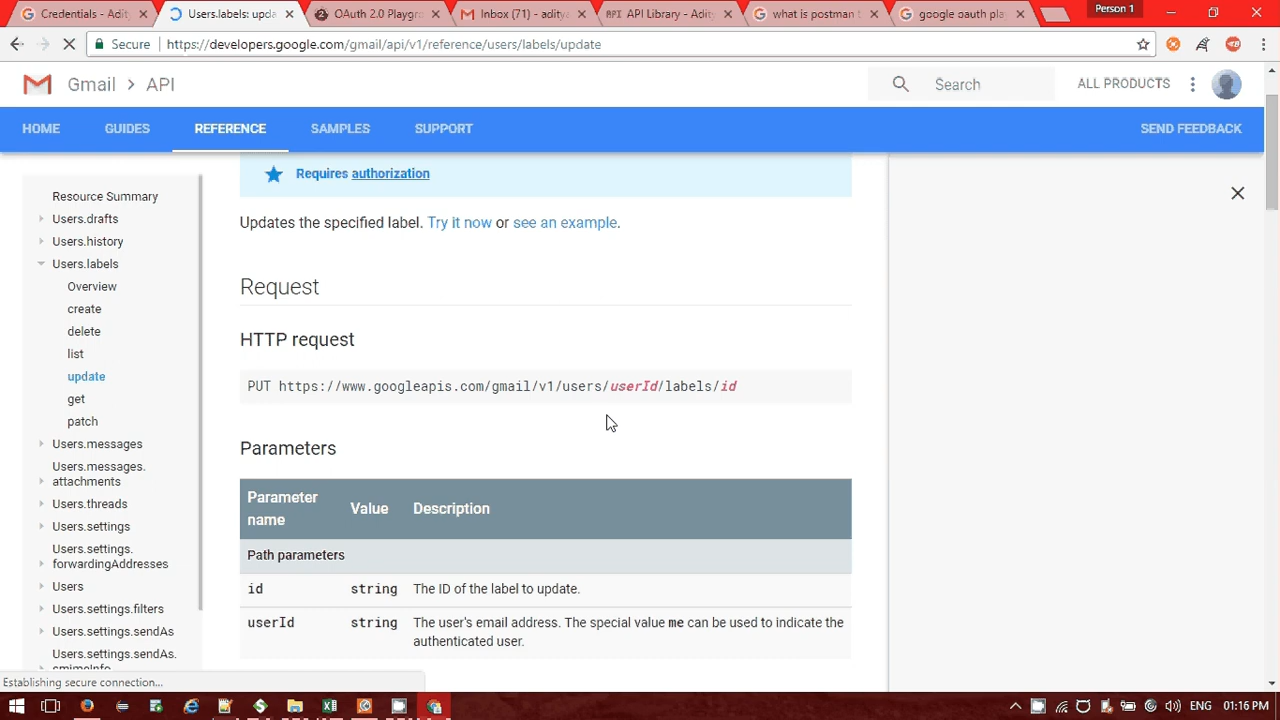 Credentials - Adity
Users.labels: upda
OAuth 2.0 Playgr
Inbox (71) - aditya
API API Library - Adit
what is postman t
google oauth pla
Person 1
Secure https://developers.google.com/gmail/api/v1/reference/users/labels/update
Gmail > API
Search
ALL PRODUCTS
HOME GUIDES REFERENCE SAMPLES SUPPORT SEND FEEDBACK
Resource Summary
Users.drafts
Users.history
Users.labels
Overview
create
delete
list
update
get
patch
Users.messages
Users.messages.
attachments
Users.threads
Users.settings
Users.settings.
forwardingAddresses
Users
Users.settings.filters
Users.settings.sendAs
Users.settings.sendAs.
smimeInfo
Requires authorization
Updates the specified label. Try it now or see an example.
Request
HTTP request
PUT https://www.googleapis.com/gmail/v1/users/userId/labels/id
Parameters
Parameter
name
Value Description
Path parameters
id string The ID of the label to update.
userId string The user's email address. The special value me can be used to indicate the
authenticated user.
Establishing secure connection...
ENG 01:16 PM